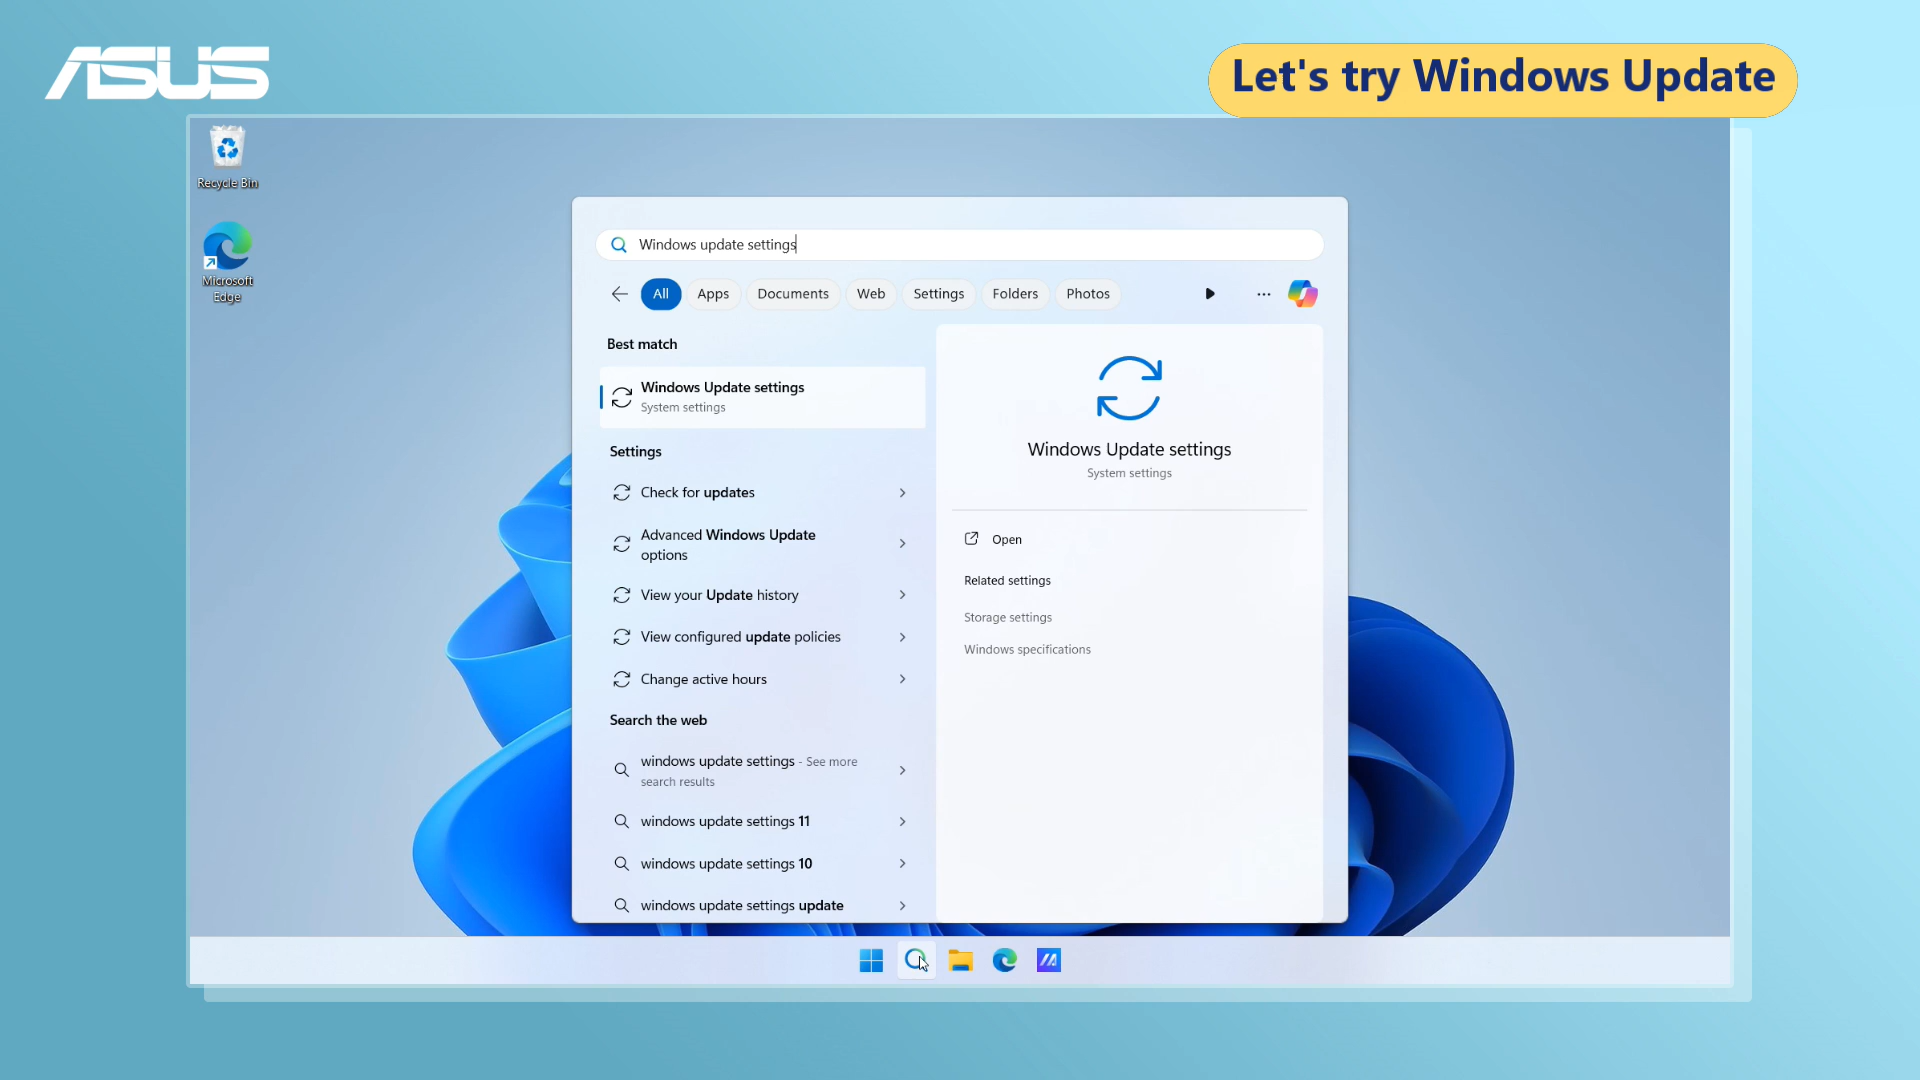 ASUS
Let's try Windows Update
Recycle Bin
Microsoft
Edge
Windows update settings
All
Apps
Documents
Web
Settings
Folders
Photos
Best match
Windows Update settings
System settings
Settings
Check for updates
Advanced Windows Update
options
View your Update history
View configured update policies
Change active hours
Search the web
windows update settings - See more
search results
windows update settings 11
windows update settings 10
windows update settings update
Windows Update settings
System settings
Open
Related settings
Storage settings
Windows specifications